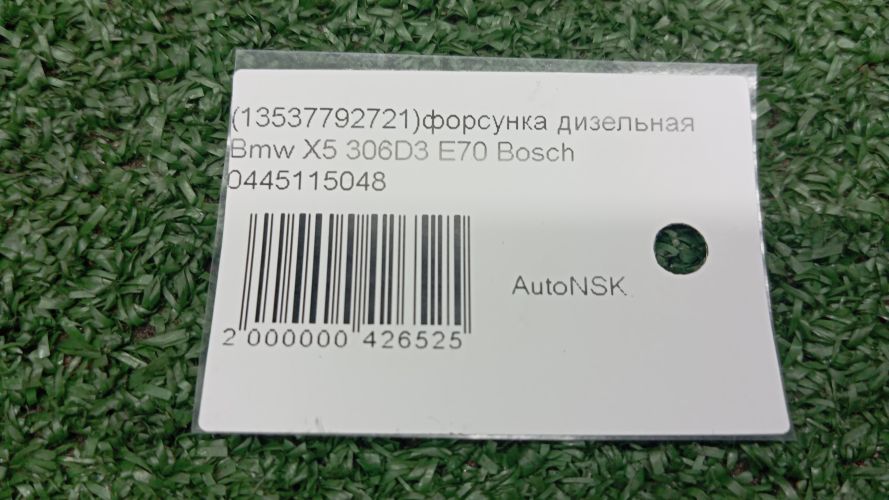 (13537792721)форсунка дизельная
Bmw X5 306D3 E70 Bosch
0445115048
AutoNSK
2 000000 426525